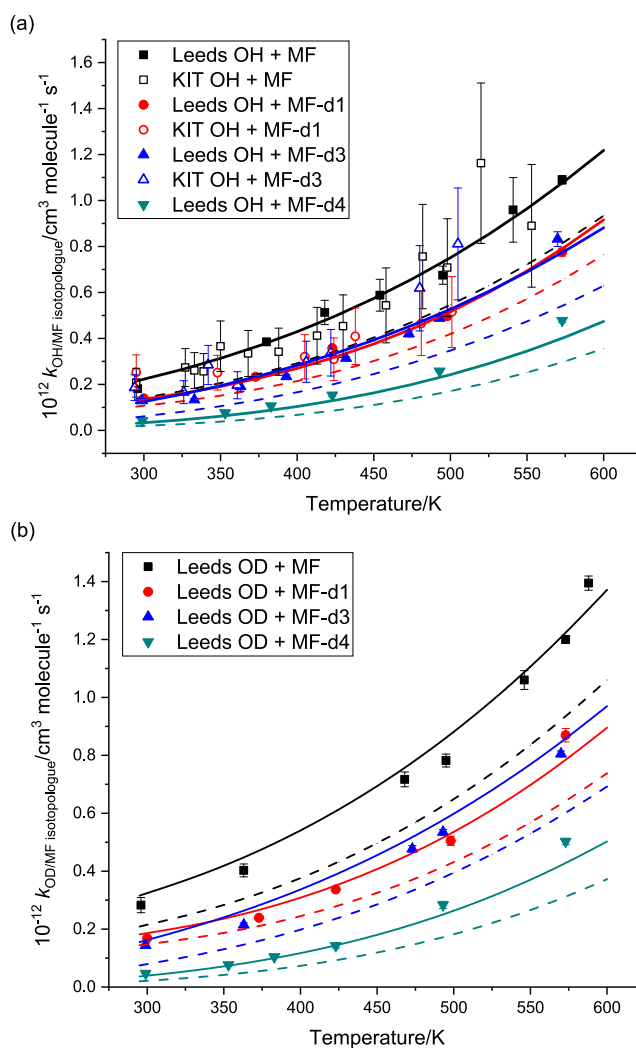 (a)
1.6
1.4
1.2
1.0
0.8
0.6
0.4
0.2
0.0
10¹² k_OH/MF isotopologue/cm³ molecule⁻¹ s⁻¹
Leeds OH + MF
KIT OH + MF
Leeds OH + MF-d1
KIT OH + MF-d1
Leeds OH + MF-d3
KIT OH + MF-d3
Leeds OH + MF-d4
300 350 400 450 500 550 600
Temperature/K
(b)
1.4
1.2
1.0
0.8
0.6
0.4
0.2
0.0
10⁻¹² k_OD/MF isotopologue/cm³ molecule⁻¹ s⁻¹
Leeds OD + MF
Leeds OD + MF-d1
Leeds OD + MF-d3
Leeds OD + MF-d4
300 350 400 450 500 550 600
Temperature/K